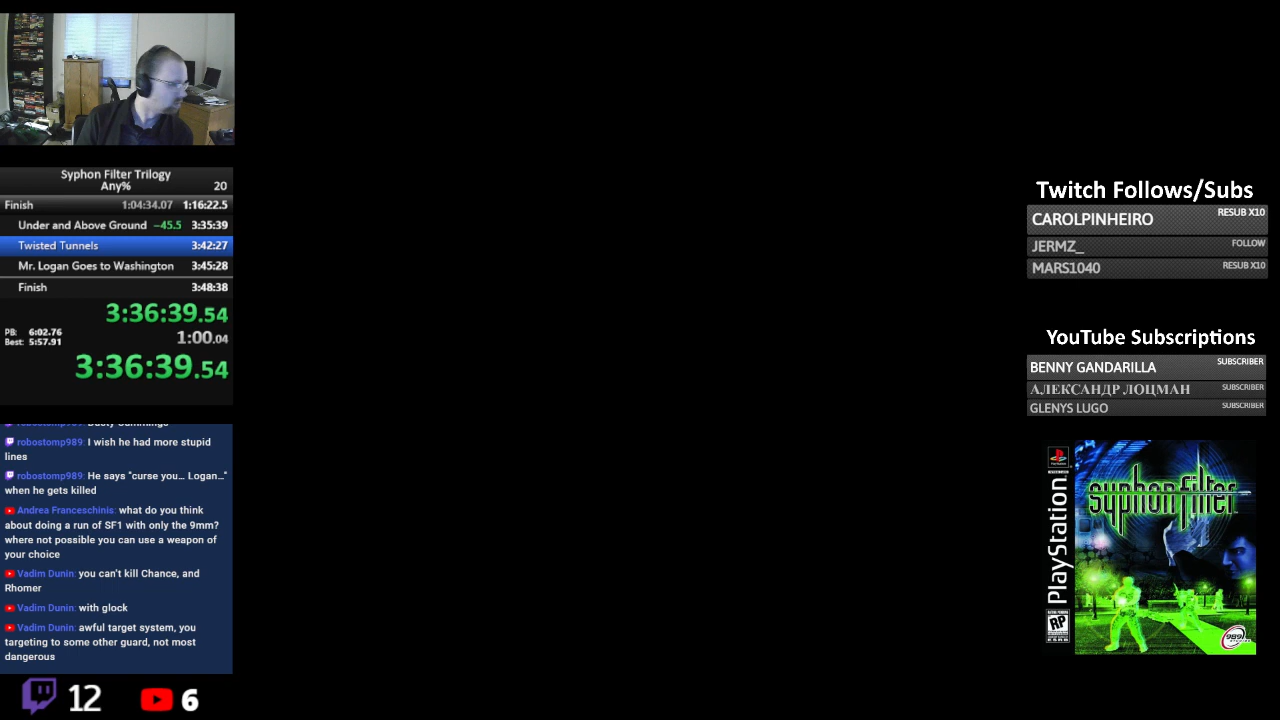 Syphon Filter Trilogy
Any% 20
Finish 1:04:34.07 1:16:22.5
Under and Above Ground −45.5 3:35:39
Twisted Tunnels 3:42:27
Mr. Logan Goes to Washington 3:45:28
Finish 3:48:38
3:36:39.54
PB: 6:02.76
Best: 5:57.91
1:00.04
3:36:39.54
robostomp989: I wish he had more stupid
lines
robostomp989: He says "curse you... Logan..."
when he gets killed
Andrea Franceschinis: what do you think
about doing a run of SF1 with only the 9mm?
where not possible you can use a weapon of
your choice
Vadim Dunin: you can't kill Chance, and
Rhomer
Vadim Dunin: with glock
Vadim Dunin: awful target system, you
targeting to some other guard, not most
dangerous
12
6
Twitch Follows/Subs
CAROLPINHEIRO RESUB X10
JERMZ_ FOLLOW
MARS1040 RESUB X10
YouTube Subscriptions
BENNY GANDARILLA SUBSCRIBER
АЛЕКСАНДР ЛОЦМАН SUBSCRIBER
GLENYS LUGO SUBSCRIBER
PlayStation
syphon filter
RP
989